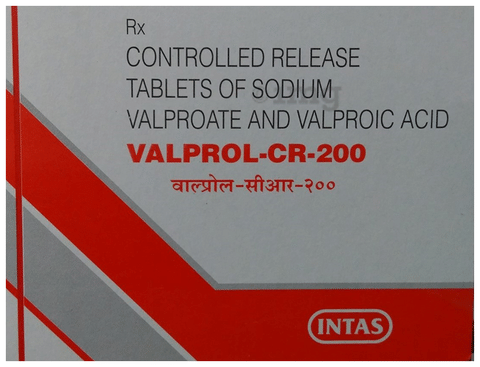 Rx
CONTROLLED RELEASE
TABLETS OF SODIUM
VALPROATE AND VALPROIC ACID
VALPROL-CR-200
वाल्प्रोल-सीआर-२००
INTAS